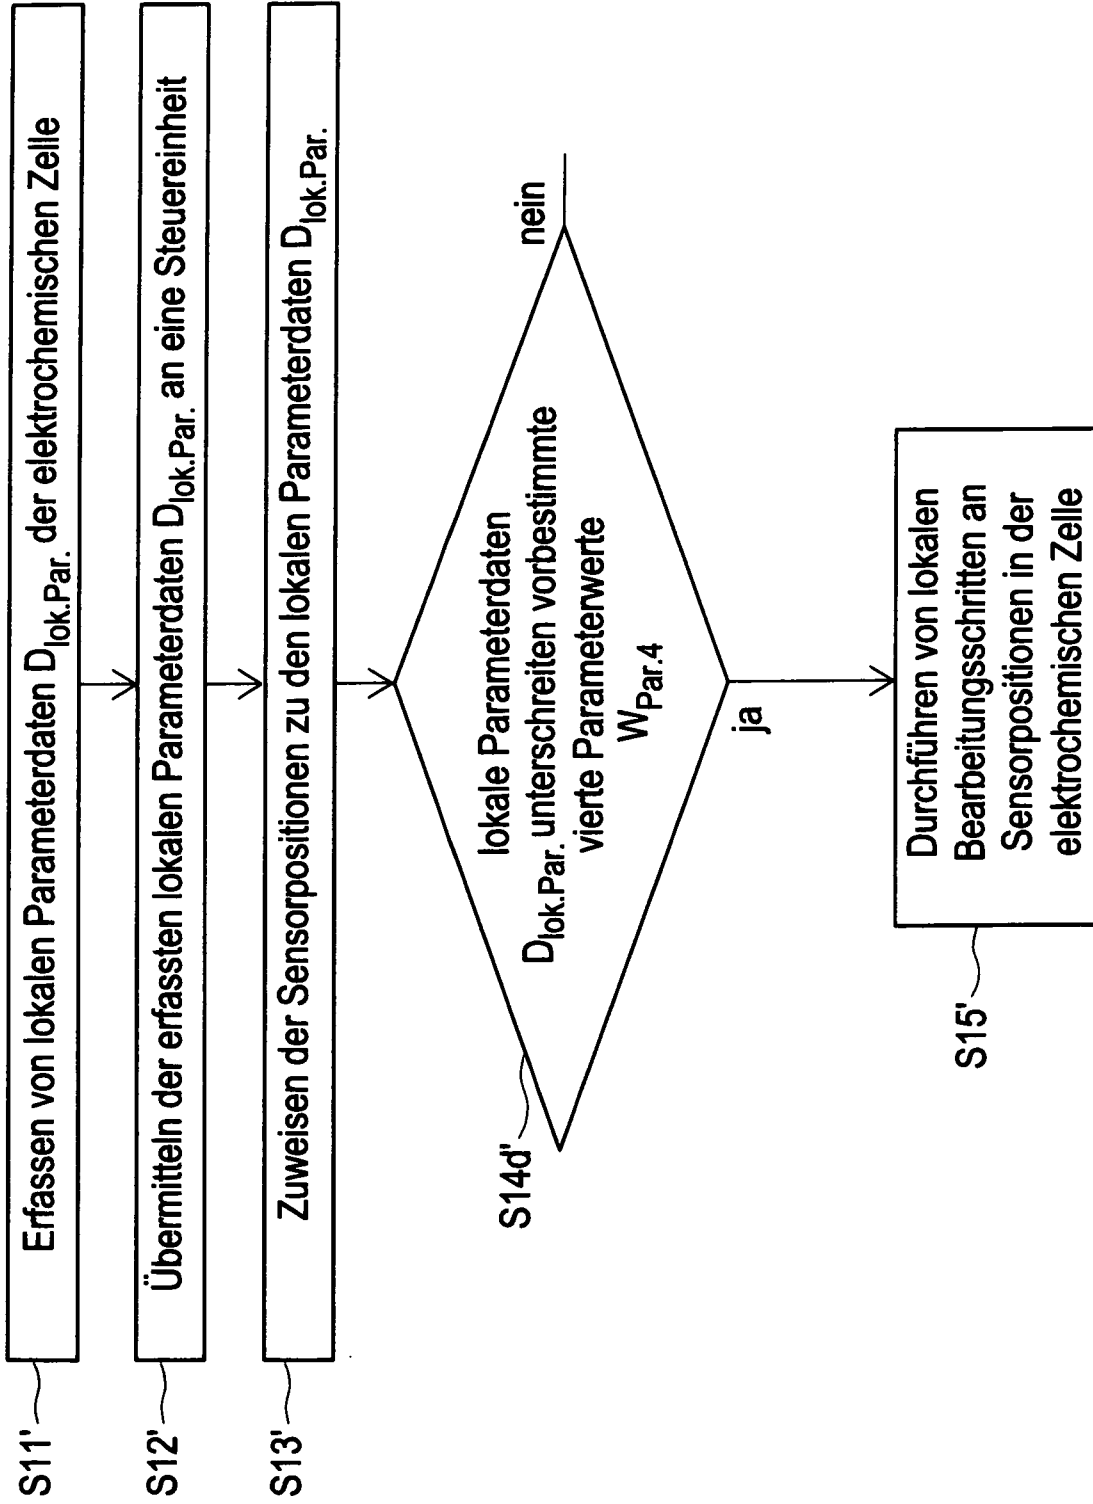 S11'
Erfassen von lokalen Parameterdaten D_lok.Par. der elektrochemischen Zelle
S12'
Übermitteln der erfassten lokalen Parameterdaten D_lok.Par. an eine Steuereinheit
S13'
Zuweisen der Sensorpositionen zu den lokalen Parameterdaten D_lok.Par.
S14d'
lokale Parameterdaten
D_lok.Par. unterschreiten vorbestimmte
vierte Parameterwerte
W_Par.4
nein
ja
S15'
Durchführen von lokalen
Bearbeitungsschritten an
Sensorpositionen in der
elektrochemischen Zelle